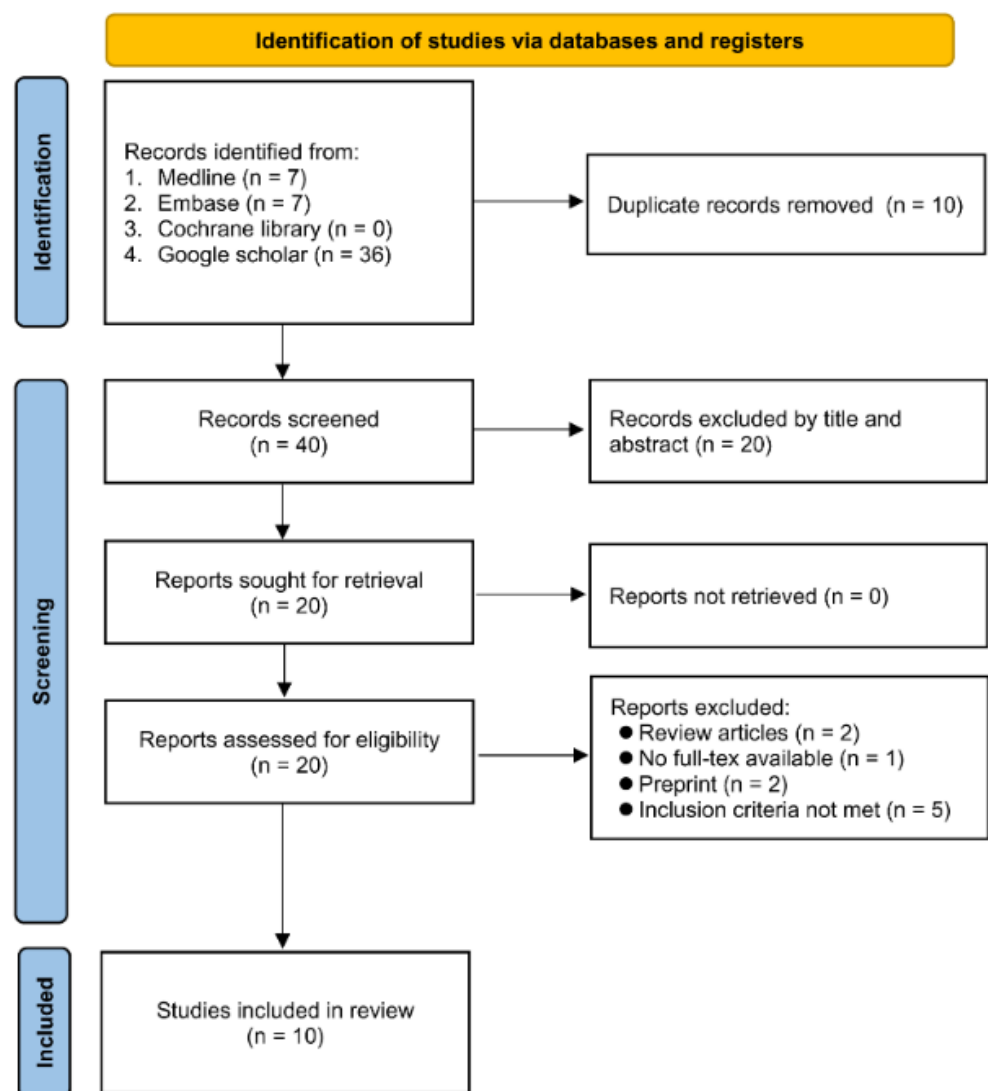 Identification of studies via databases and registers
Identification
Records identified from:
1. Medline (n = 7)
2. Embase (n = 7)
3. Cochrane library (n = 0)
4. Google scholar (n = 36)
Duplicate records removed (n = 10)
Screening
Records screened
(n = 40)
Records excluded by title and
abstract (n = 20)
Reports sought for retrieval
(n = 20)
Reports not retrieved (n = 0)
Reports assessed for eligibility
(n = 20)
Reports excluded:
● Review articles (n = 2)
● No full-tex available (n = 1)
● Preprint (n = 2)
● Inclusion criteria not met (n = 5)
Included
Studies included in review
(n = 10)